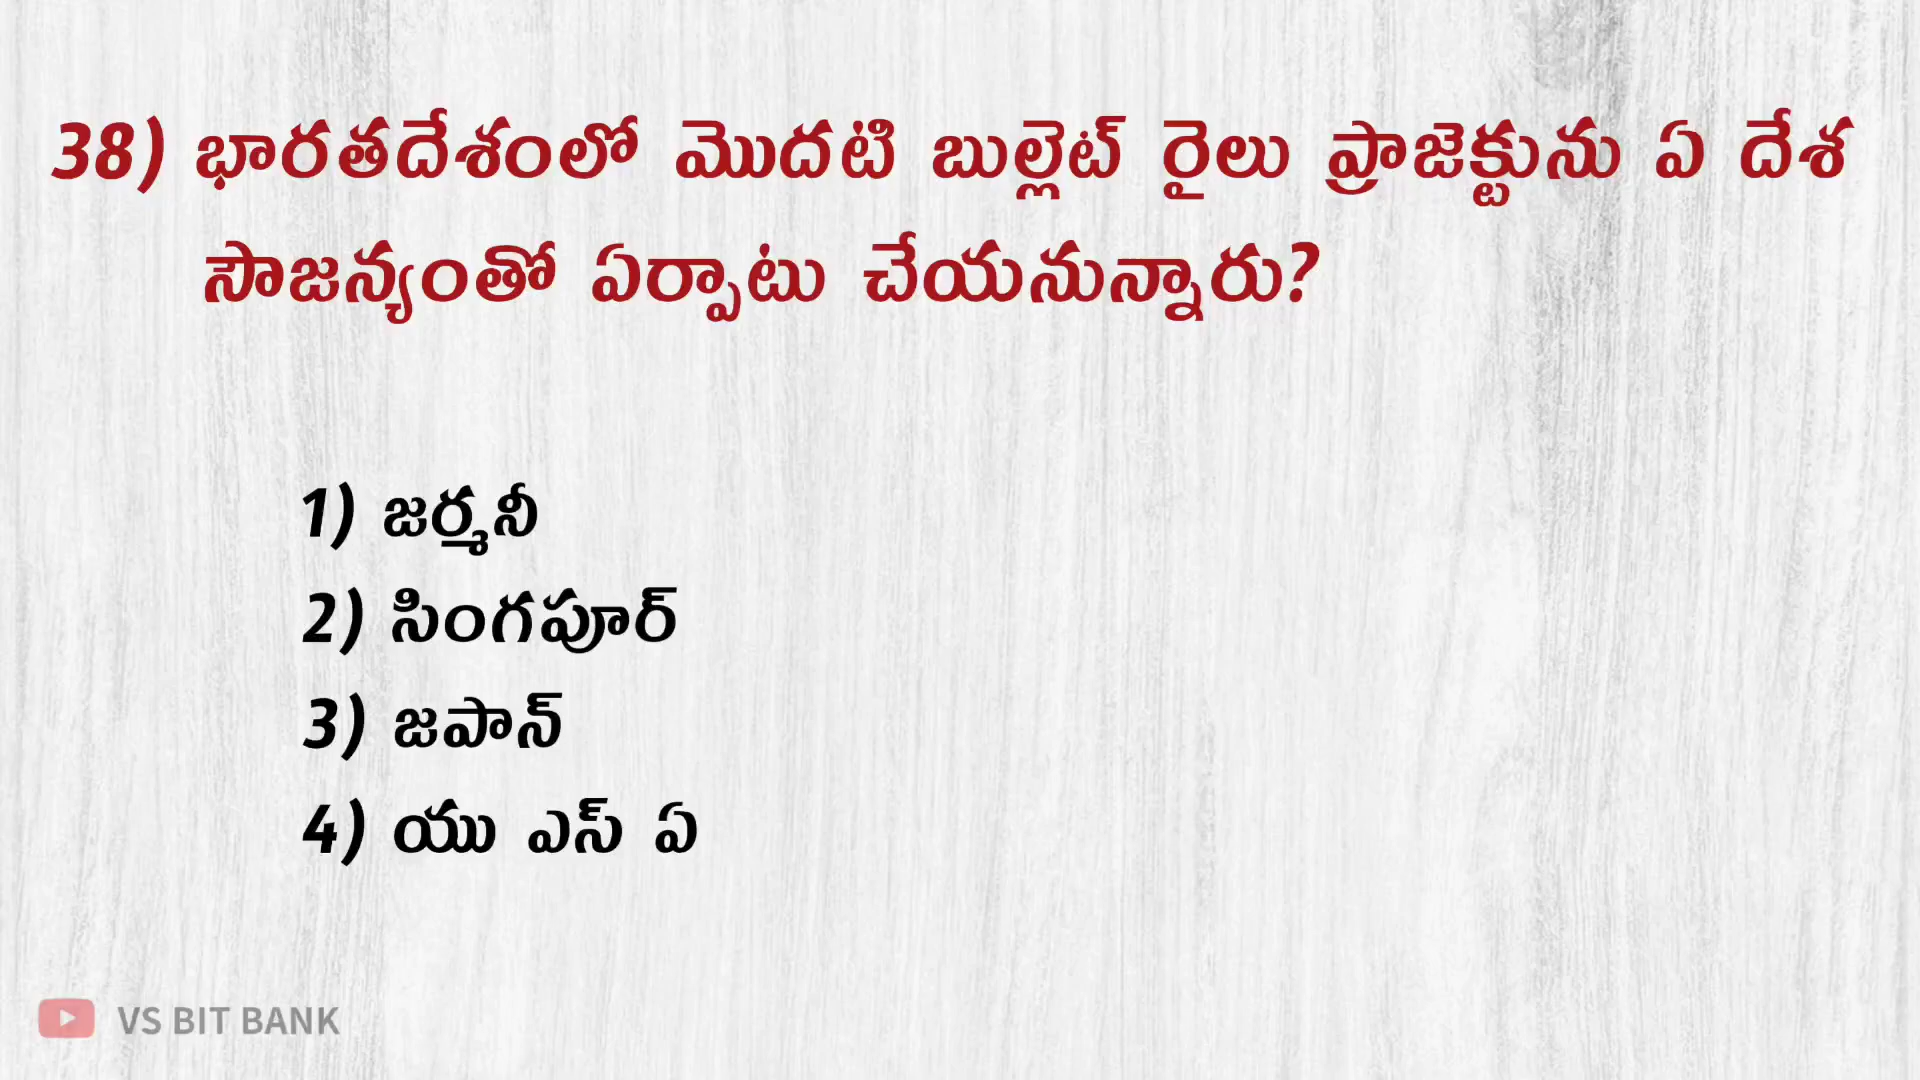 38) భారతదేశంలో మొదటి బుల్లెట్ రైలు ప్రాజెక్టును ఏ దేశ
సౌజన్యంతో ఏర్పాటు చేయనున్నారు?
1) జర్మనీ
2) సింగపూర్
3) జపాన్
4) యు ఎస్ ఏ
VS BIT BANK